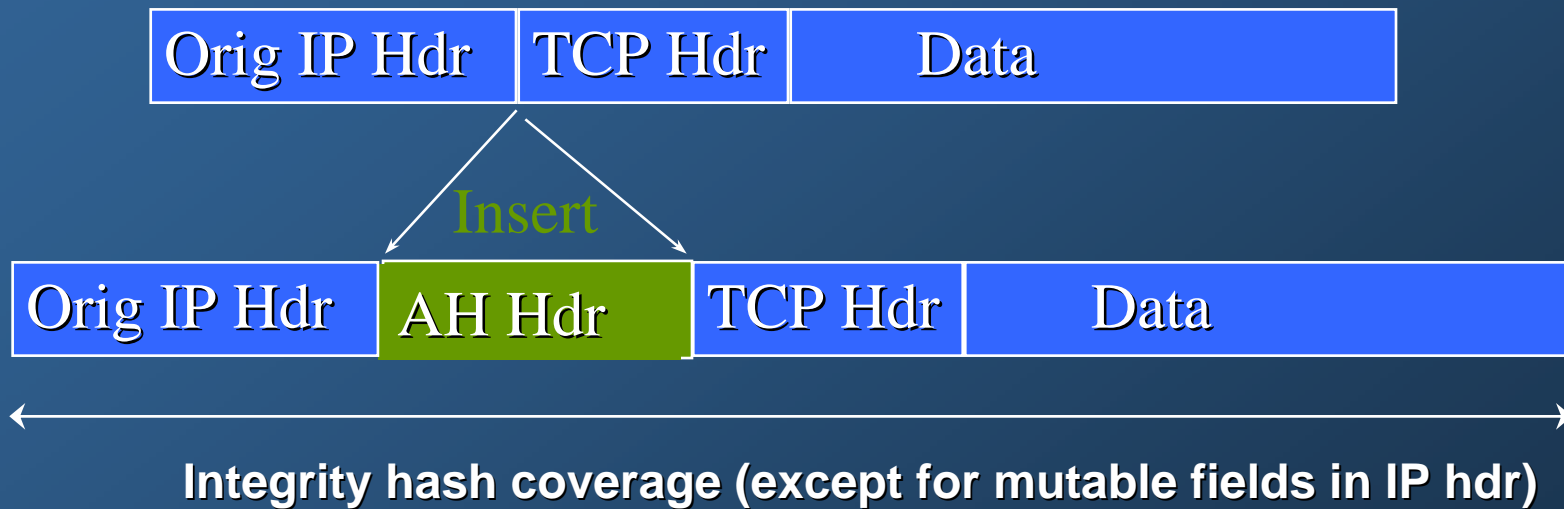 Orig IP Hdr TCP Hdr Data
Insert
Orig IP Hdr AH Hdr TCP Hdr Data
Integrity hash coverage (except for mutable fields in IP hdr)